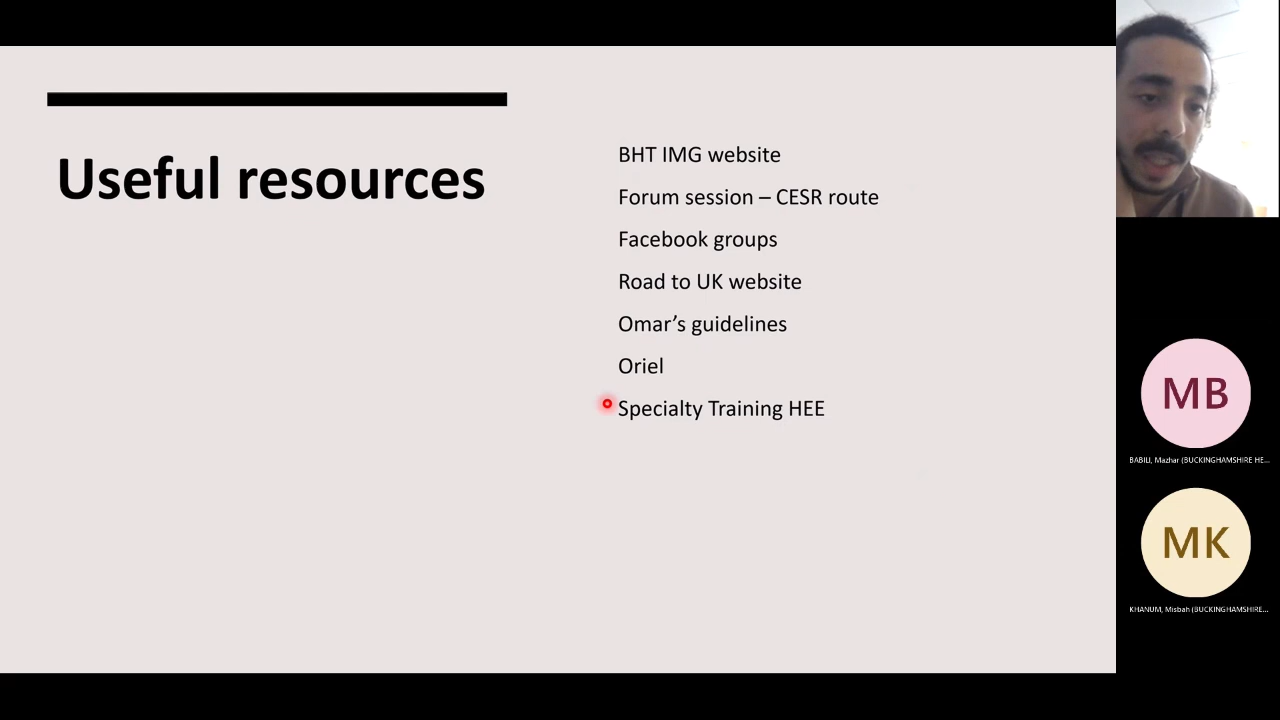 Useful resources
BHT IMG website
Forum session – CESR route
Facebook groups
Road to UK website
Omar’s guidelines
Oriel
Specialty Training HEE
MB
BABILI, Mazhar (BUCKINGHAMSHIRE HE...
MK
KHANUM, Misbah (BUCKINGHAMSHIRE...